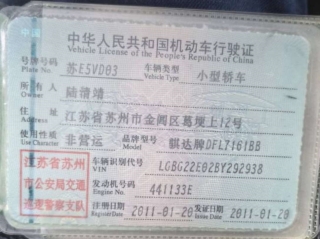 中国
中华人民共和国机动车行驶证
Vehicle License of the People's Republic of China
号牌号码 苏E5VD03 车辆类型 小型轿车
Plate No. Vehicle Type
所有人 陆清靖
Owner
住址 江苏省苏州市金阊区葛埂上12号
Address
使用性质 非营运 品牌型号 骐达牌DFL7161BB
Use Character Model
江苏省苏州 车辆识别代号 LGBG22E02BY292938
市公安局交通 VIN
巡逻警察支队 发动机号码 441133E
Engine No.
注册日期 2011-01-20 发证日期 2011-01-20
Register Date Issue Date